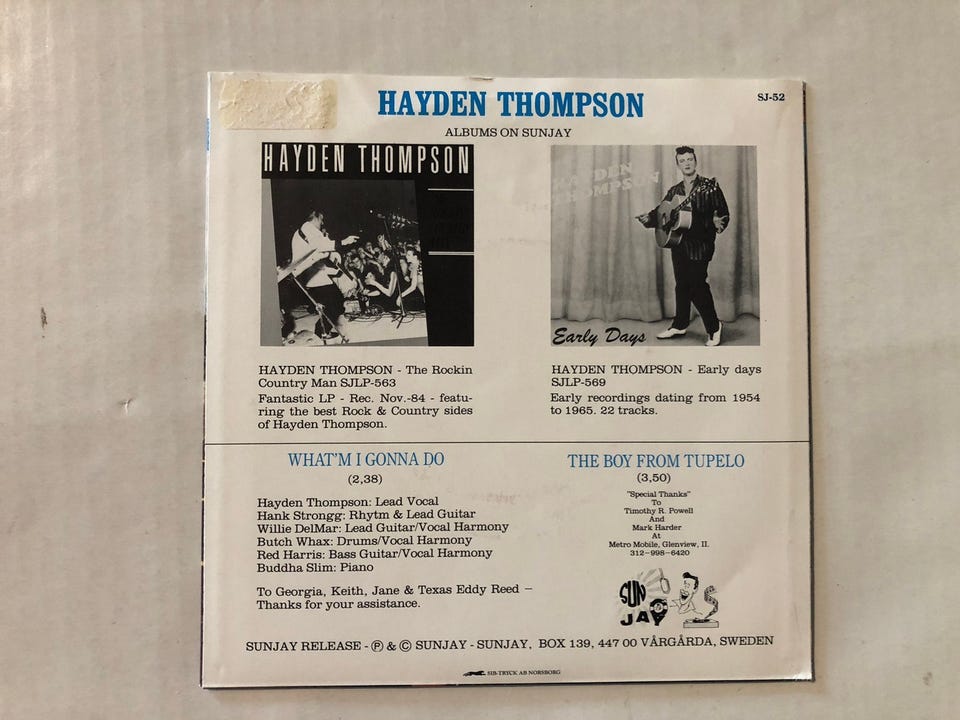 HAYDEN THOMPSON
SJ-52
ALBUMS ON SUNJAY
HAYDEN THOMPSON
HAYDEN
THOMPSON
Early Days
HAYDEN THOMPSON - The Rockin
Country Man SJLP-563
Fantastic LP - Rec. Nov.-84 - featu-
ring the best Rock & Country sides
of Hayden Thompson.
HAYDEN THOMPSON - Early days
SJLP-569
Early recordings dating from 1954
to 1965. 22 tracks.
WHAT'M I GONNA DO
(2,38)
Hayden Thompson: Lead Vocal
Hank Strongg: Rhytm & Lead Guitar
Willie DelMar: Lead Guitar/Vocal Harmony
Butch Whax: Drums/Vocal Harmony
Red Harris: Bass Guitar/Vocal Harmony
Buddha Slim: Piano
To Georgia, Keith, Jane & Texas Eddy Reed –
Thanks for your assistance.
THE BOY FROM TUPELO
(3,50)
"Special Thanks"
To
Timothy R. Powell
And
Mark Harder
At
Metro Mobile, Glenview, Il.
312-998-6420
SUN
JAY
SUNJAY RELEASE - ℗ & © SUNJAY - SUNJAY, BOX 139, 447 00 VÅRGÅRDA, SWEDEN
SIB-TRYCK AB NORSBORG